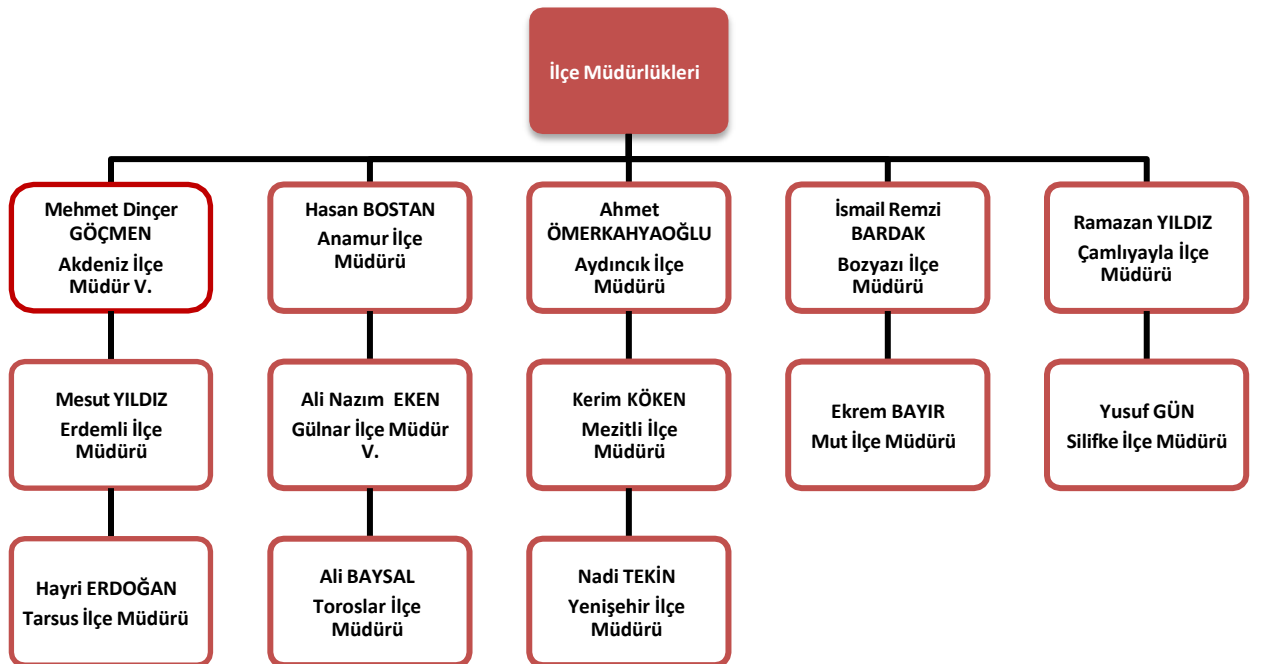 İlçe Müdürlükleri
Mehmet Dinçer
GÖÇMEN
Akdeniz İlçe
Müdür V.
Hasan BOSTAN
Anamur İlçe
Müdürü
Ahmet
ÖMERKAHYAOĞLU
Aydıncık İlçe
Müdürü
İsmail Remzi
BARDAK
Bozyazı İlçe
Müdürü
Ramazan YILDIZ
Çamlıyayla İlçe
Müdürü
Mesut YILDIZ
Erdemli İlçe
Müdürü
Ali Nazım EKEN
Gülnar İlçe Müdür
V.
Kerim KÖKEN
Mezitli İlçe
Müdürü
Ekrem BAYIR
Mut İlçe Müdürü
Yusuf GÜN
Silifke İlçe Müdürü
Hayri ERDOĞAN
Tarsus İlçe Müdürü
Ali BAYSAL
Toroslar İlçe
Müdürü
Nadi TEKİN
Yenişehir İlçe
Müdürü